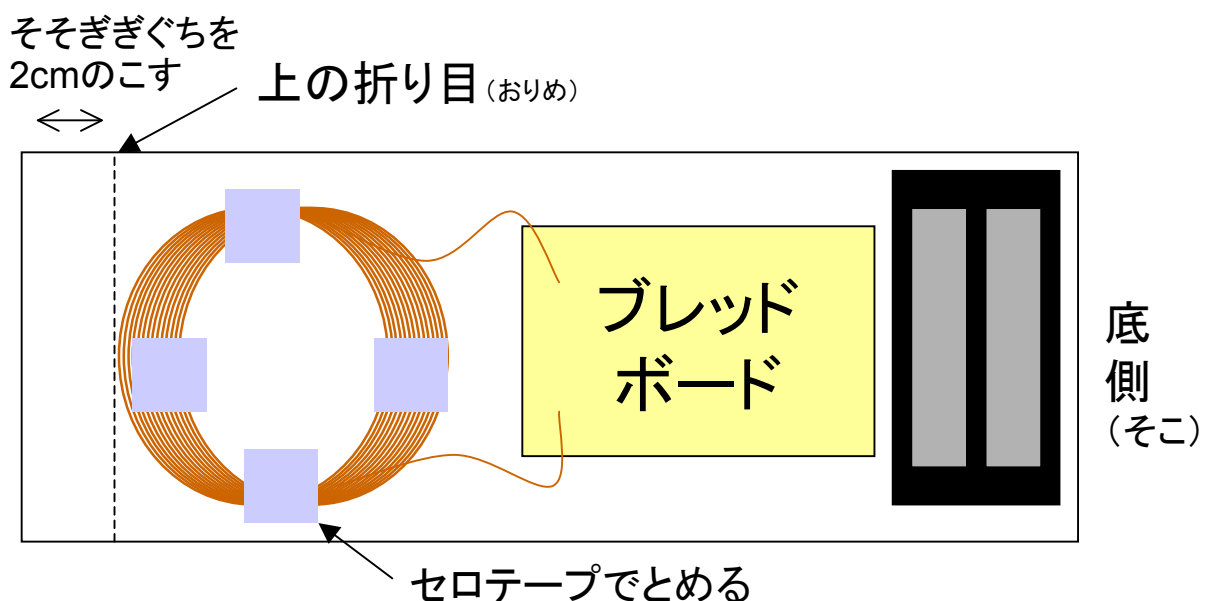 そそぎぎぐちを
2cmのこす
上の折り目(おりめ)
ブレッド
ボード
底
側
(そこ)
セロテープでとめる